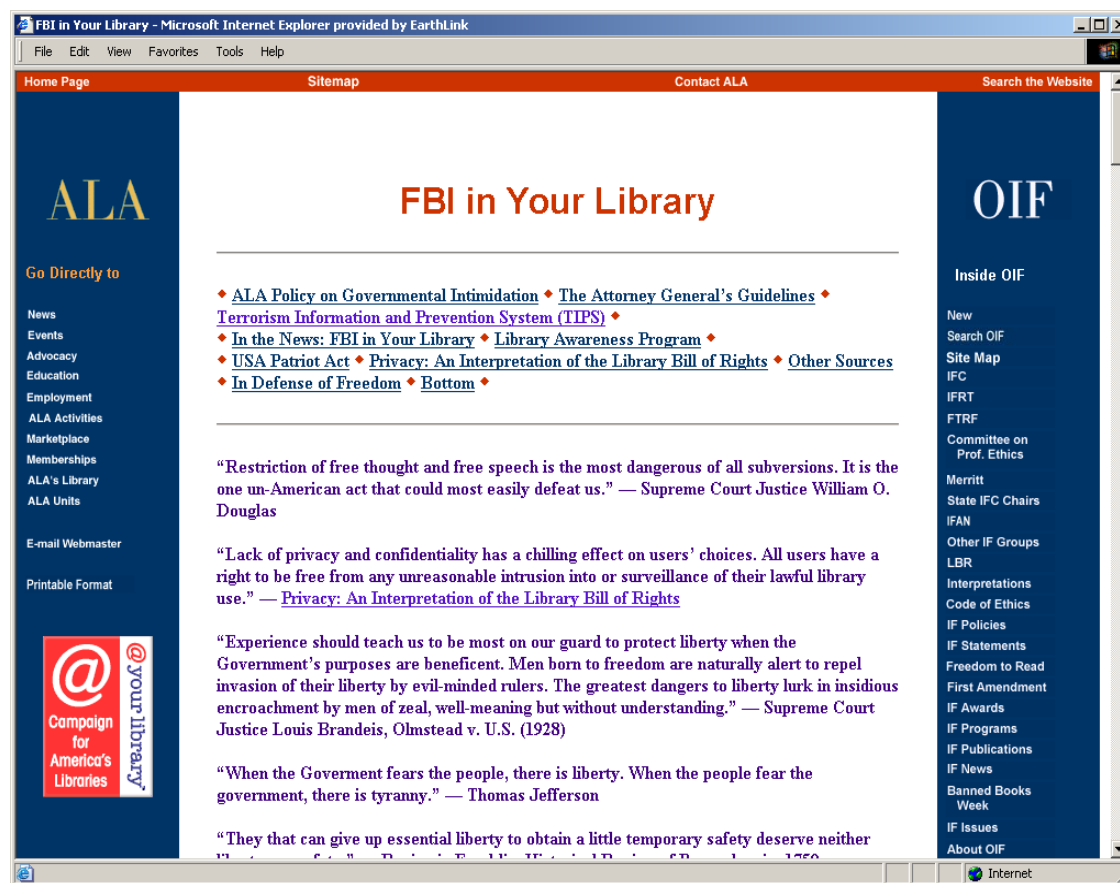 FBI in Your Library - Microsoft Internet Explorer provided by EarthLink
File Edit View Favorites Tools Help
Home Page Sitemap Contact ALA Search the Website
ALA
Go Directly to
News
Events
Advocacy
Education
Employment
ALA Activities
Marketplace
Memberships
ALA's Library
ALA Units
E-mail Webmaster
Printable Format
@ Campaign for America's Libraries
@ your library
FBI in Your Library
◆ ALA Policy on Governmental Intimidation ◆ The Attorney General's Guidelines ◆
Terrorism Information and Prevention System (TIPS) ◆
◆ In the News: FBI in Your Library ◆ Library Awareness Program ◆
◆ USA Patriot Act ◆ Privacy: An Interpretation of the Library Bill of Rights ◆ Other Sources
◆ In Defense of Freedom ◆ Bottom ◆
“Restriction of free thought and free speech is the most dangerous of all subversions. It is the
one un-American act that could most easily defeat us.” — Supreme Court Justice William O.
Douglas
“Lack of privacy and confidentiality has a chilling effect on users’ choices. All users have a
right to be free from any unreasonable intrusion into or surveillance of their lawful library
use.” — Privacy: An Interpretation of the Library Bill of Rights
“Experience should teach us to be most on our guard to protect liberty when the
Government’s purposes are beneficent. Men born to freedom are naturally alert to repel
invasion of their liberty by evil-minded rulers. The greatest dangers to liberty lurk in insidious
encroachment by men of zeal, well-meaning but without understanding.” — Supreme Court
Justice Louis Brandeis, Olmstead v. U.S. (1928)
“When the Goverment fears the people, there is liberty. When the people fear the
government, there is tyranny.” — Thomas Jefferson
“They that can give up essential liberty to obtain a little temporary safety deserve neither
OIF
Inside OIF
New
Search OIF
Site Map
IFC
IFRT
FTRF
Committee on
Prof. Ethics
Merritt
State IFC Chairs
IFAN
Other IF Groups
LBR
Interpretations
Code of Ethics
IF Policies
IF Statements
Freedom to Read
First Amendment
IF Awards
IF Programs
IF Publications
IF News
Banned Books
Week
IF Issues
About OIF
Internet